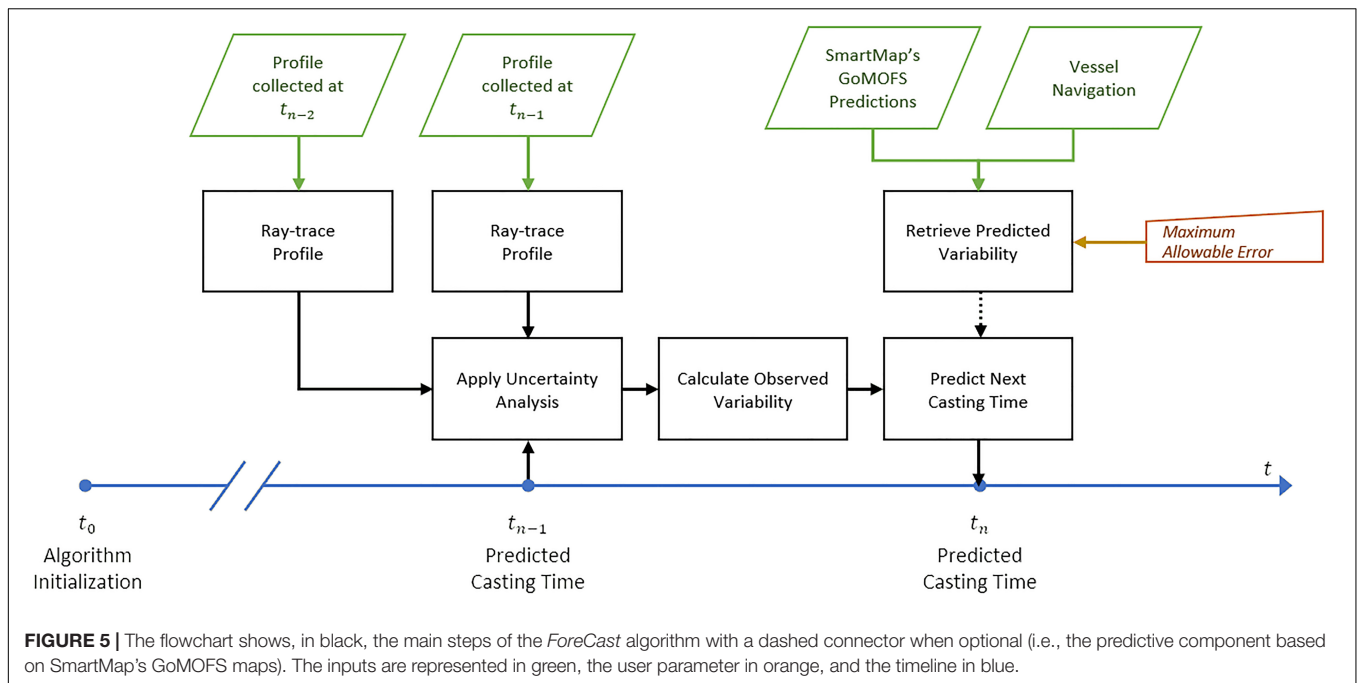 Profile
collected at
t_{n−2}
Profile
collected at
t_{n−1}
SmartMap's
GoMOFS
Predictions
Vessel
Navigation
Ray-trace
Profile
Ray-trace
Profile
Retrieve Predicted
Variability
Maximum
Allowable Error
Apply Uncertainty
Analysis
Calculate Observed
Variability
Predict Next
Casting Time
t
t_0
Algorithm
Initialization
t_{n−1}
Predicted
Casting Time
t_n
Predicted
Casting Time
FIGURE 5 | The flowchart shows, in black, the main steps of the ForeCast algorithm with a dashed connector when optional (i.e., the predictive component based
on SmartMap's GoMOFS maps). The inputs are represented in green, the user parameter in orange, and the timeline in blue.